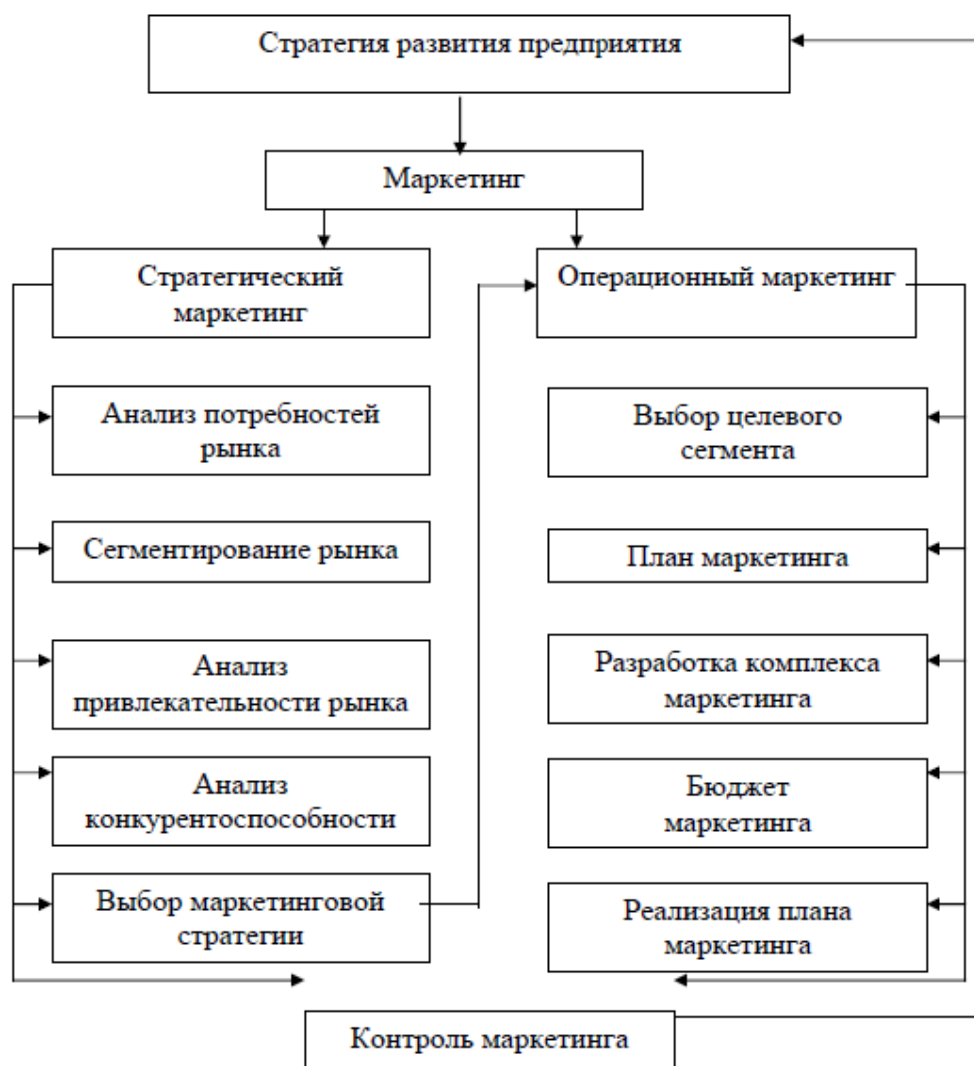 Стратегия развития предприятия
Маркетинг
Стратегический
маркетинг
Анализ потребностей
рынка
Сегментирование рынка
Анализ
привлекательности рынка
Анализ
конкурентоспособности
Выбор маркетинговой
стратегии
Операционный маркетинг
Выбор целевого
сегмента
План маркетинга
Разработка комплекса
маркетинга
Бюджет
маркетинга
Реализация плана
маркетинга
Контроль маркетинга